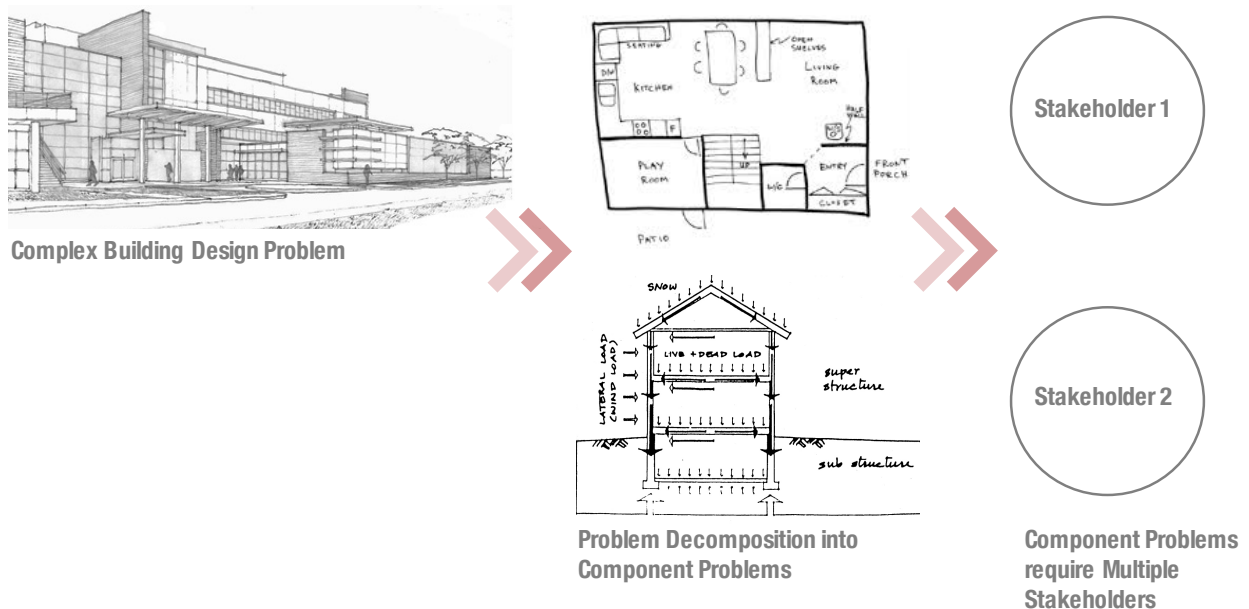 Complex Building Design Problem
SEATING
OPEN
SHELVES
DW
KITCHEN
LIVING
ROOM
F
HALF
WALL
W/S
PLAY
ROOM
UP
W/C
ENTRY
FRONT
PORCH
CLOSET
PATIO
SNOW
LATERAL LOAD
(WIND LOAD)
LIVE + DEAD LOAD
super
structure
sub structure
Problem Decomposition into
Component Problems
Stakeholder 1
Stakeholder 2
Component Problems
require Multiple
Stakeholders